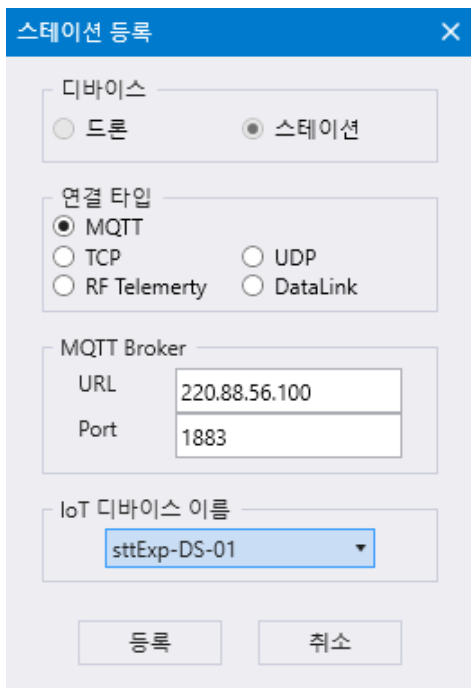 스테이션 등록
디바이스
드론 스테이션
연결 타입
MQTT
TCP UDP
RF Telemerty DataLink
MQTT Broker
URL 220.88.56.100
Port 1883
IoT 디바이스 이름
sttExp-DS-01
등록 취소